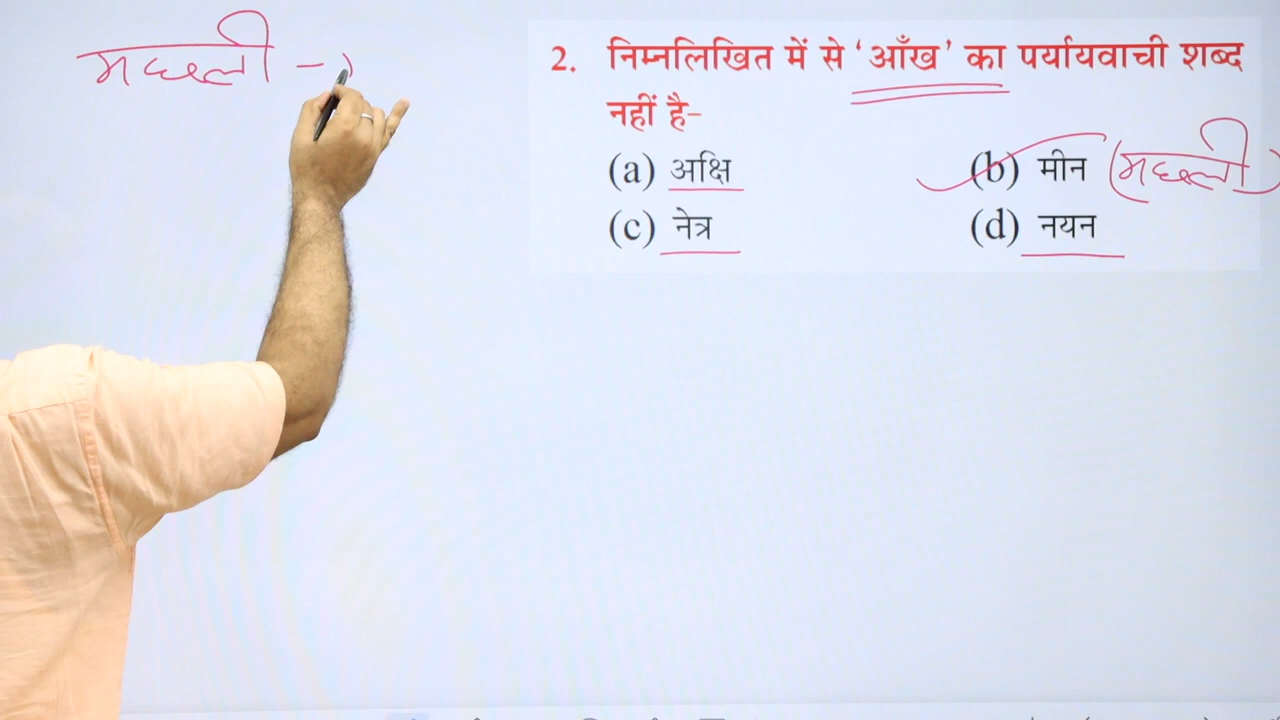 मछली -
2. निम्नलिखित में से ‘आँख’ का पर्यायवाची शब्द
नहीं है-
(a) अक्षि
(b) मीन (मछली)
(c) नेत्र
(d) नयन